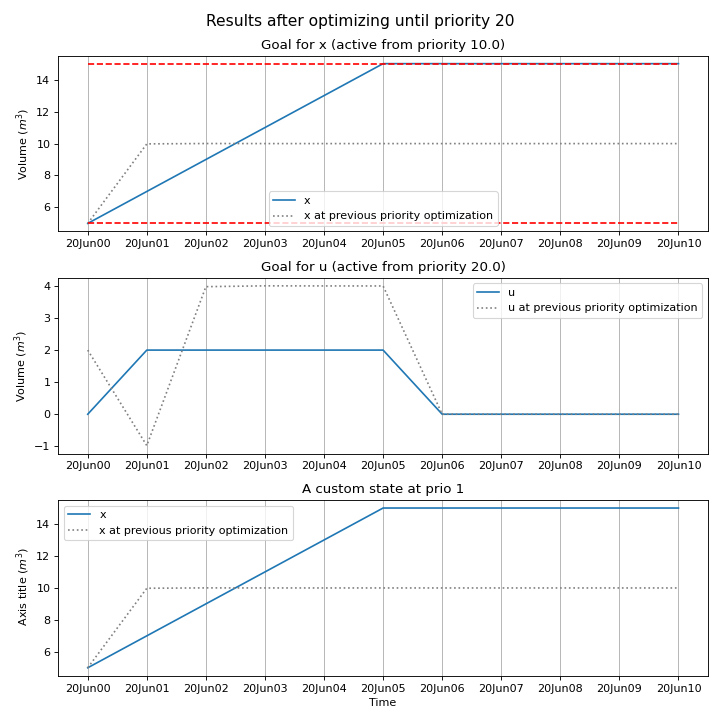 Results after optimizing until priority 20
Goal for x (active from priority 10.0)
Volume (m³)
14
12
10
8
6
x
x at previous priority optimization
20Jun00 20Jun01 20Jun02 20Jun03 20Jun04 20Jun05 20Jun06 20Jun07 20Jun08 20Jun09 20Jun10
Goal for u (active from priority 20.0)
Volume (m³)
4
3
2
1
0
−1
u
u at previous priority optimization
20Jun00 20Jun01 20Jun02 20Jun03 20Jun04 20Jun05 20Jun06 20Jun07 20Jun08 20Jun09 20Jun10
A custom state at prio 1
Axis title (m³)
14
12
10
8
6
x
x at previous priority optimization
20Jun00 20Jun01 20Jun02 20Jun03 20Jun04 20Jun05 20Jun06 20Jun07 20Jun08 20Jun09 20Jun10
Time